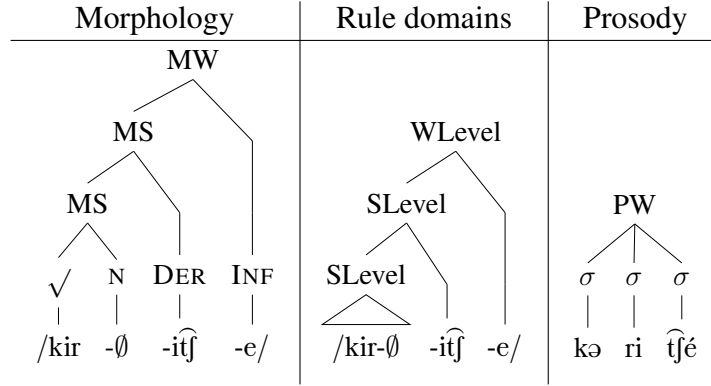 Morphology Rule domains Prosody
MW
MS WLevel
MS SLevel PW
√ N DER INF SLevel σ σ σ
/kir -∅ -it͡ʃ -e/ /kir-∅ -it͡ʃ -e/ kə ri t͡ʃé